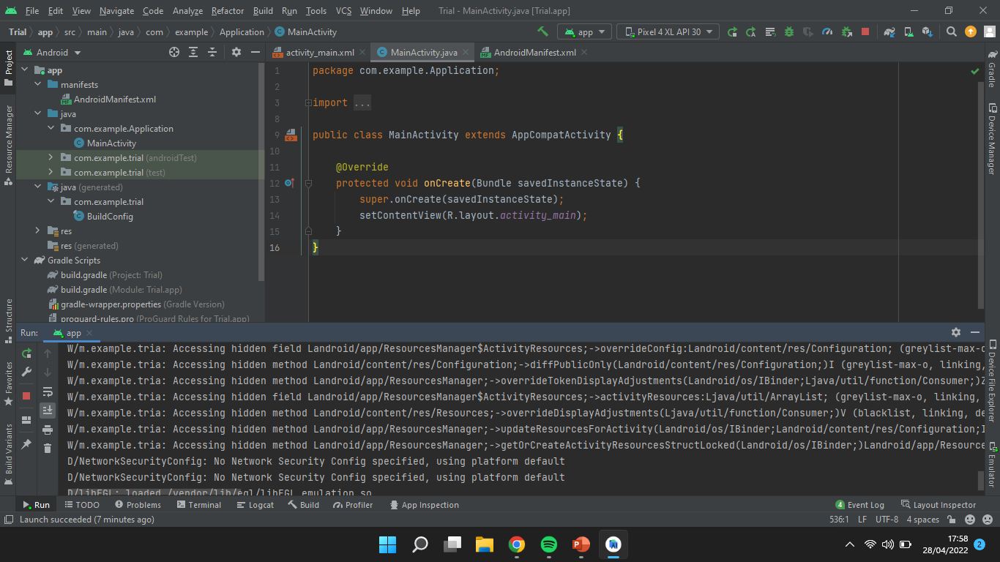 File Edit View Navigate Code Analyze Refactor Build Run Tools VCS Window Help Trial - MainActivity.java [Trial.app]
Trial app src main java com example Application MainActivity app Pixel 4 XL API 30
Android
activity_main.xml MainActivity.java AndroidManifest.xml
Project
Resource Manager
Structure
Favorites
Build Variants
app
manifests
AndroidManifest.xml
java
com.example.Application
MainActivity
com.example.trial (androidTest)
com.example.trial (test)
java (generated)
com.example.trial
BuildConfig
res
res (generated)
Gradle Scripts
build.gradle (Project: Trial)
build.gradle (Module: Trial.app)
gradle-wrapper.properties (Gradle Version)
proguard-rules.pro (ProGuard Rules for Trial.app)
1 package com.example.Application;
2
3 import ...
8
9 public class MainActivity extends AppCompatActivity {
10
11 @Override
12 protected void onCreate(Bundle savedInstanceState) {
13 super.onCreate(savedInstanceState);
14 setContentView(R.layout.activity_main);
15 }
16 }
Gradle
Device Manager
Device File Explorer
Emulator
Run: app
W/m.example.tria: Accessing hidden field Landroid/app/ResourcesManager$ActivityResources;->overrideConfig:Landroid/content/res/Configuration; (greylist-max-o
W/m.example.tria: Accessing hidden method Landroid/content/res/Configuration;->diffPublicOnly(Landroid/content/res/Configuration;)I (greylist-max-o, linking,
W/m.example.tria: Accessing hidden method Landroid/app/ResourcesManager;->overrideTokenDisplayAdjustments(Landroid/os/IBinder;Ljava/util/function/Consumer;)Z
W/m.example.tria: Accessing hidden field Landroid/app/ResourcesManager$ActivityResources;->activityResources:Ljava/util/ArrayList; (greylist-max-o, linking,
W/m.example.tria: Accessing hidden method Landroid/content/res/Resources;->overrideDisplayAdjustments(Ljava/util/function/Consumer;)V (blacklist, linking, de
W/m.example.tria: Accessing hidden method Landroid/app/ResourcesManager;->updateResourcesForActivity(Landroid/os/IBinder;Landroid/content/res/Configuration;I
W/m.example.tria: Accessing hidden method Landroid/app/ResourcesManager;->getOrCreateActivityResourcesStructLocked(Landroid/os/IBinder;)Landroid/app/Resource
D/NetworkSecurityConfig: No Network Security Config specified, using platform default
D/NetworkSecurityConfig: No Network Security Config specified, using platform default
D/libEGL: loaded /vendor/lib/egl/libEGL_emulation.so
Run TODO Problems Terminal Logcat Build Profiler App Inspection 4 Event Log Layout Inspector
Launch succeeded (7 minutes ago) 536:1 LF UTF-8 4 spaces
17:58
28/04/2022 2